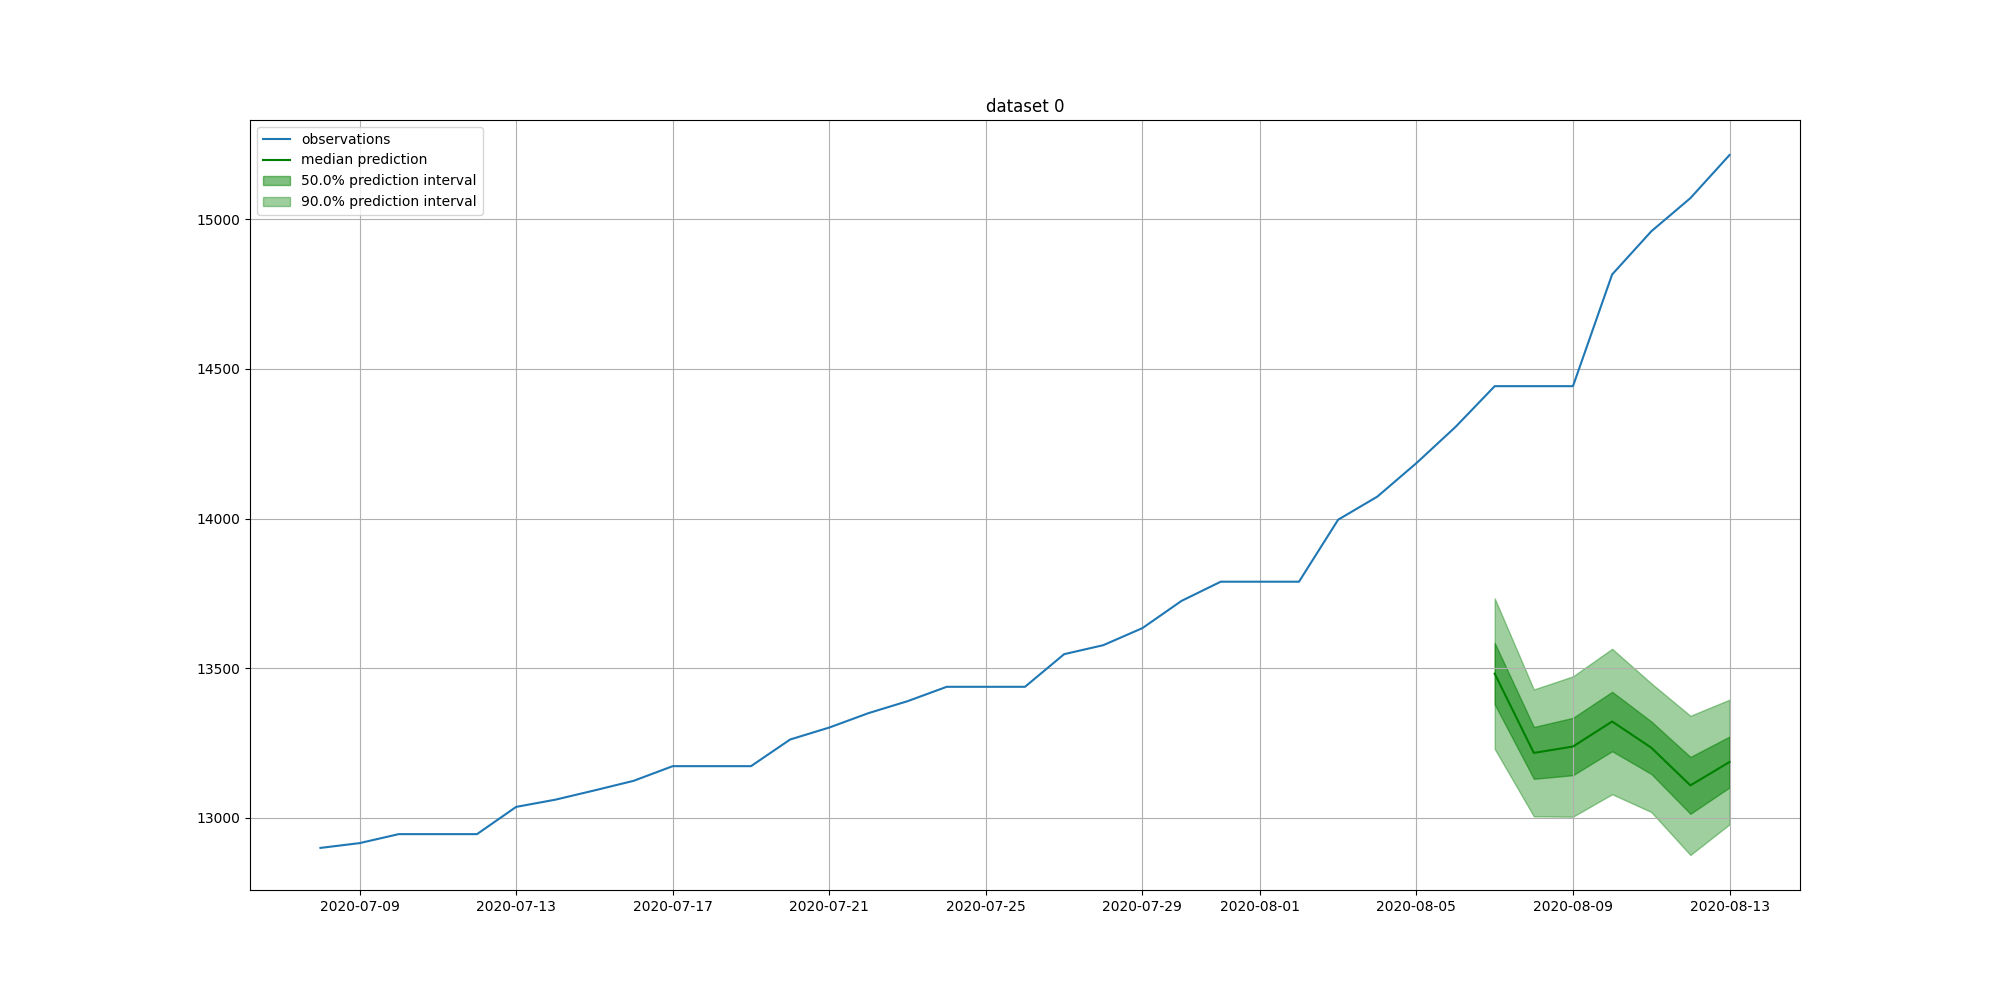 dataset 0
observations
median prediction
50.0% prediction interval
90.0% prediction interval
15000
14500
14000
13500
13000
2020-07-09 2020-07-13 2020-07-17 2020-07-21 2020-07-25 2020-07-29 2020-08-01 2020-08-05 2020-08-09 2020-08-13